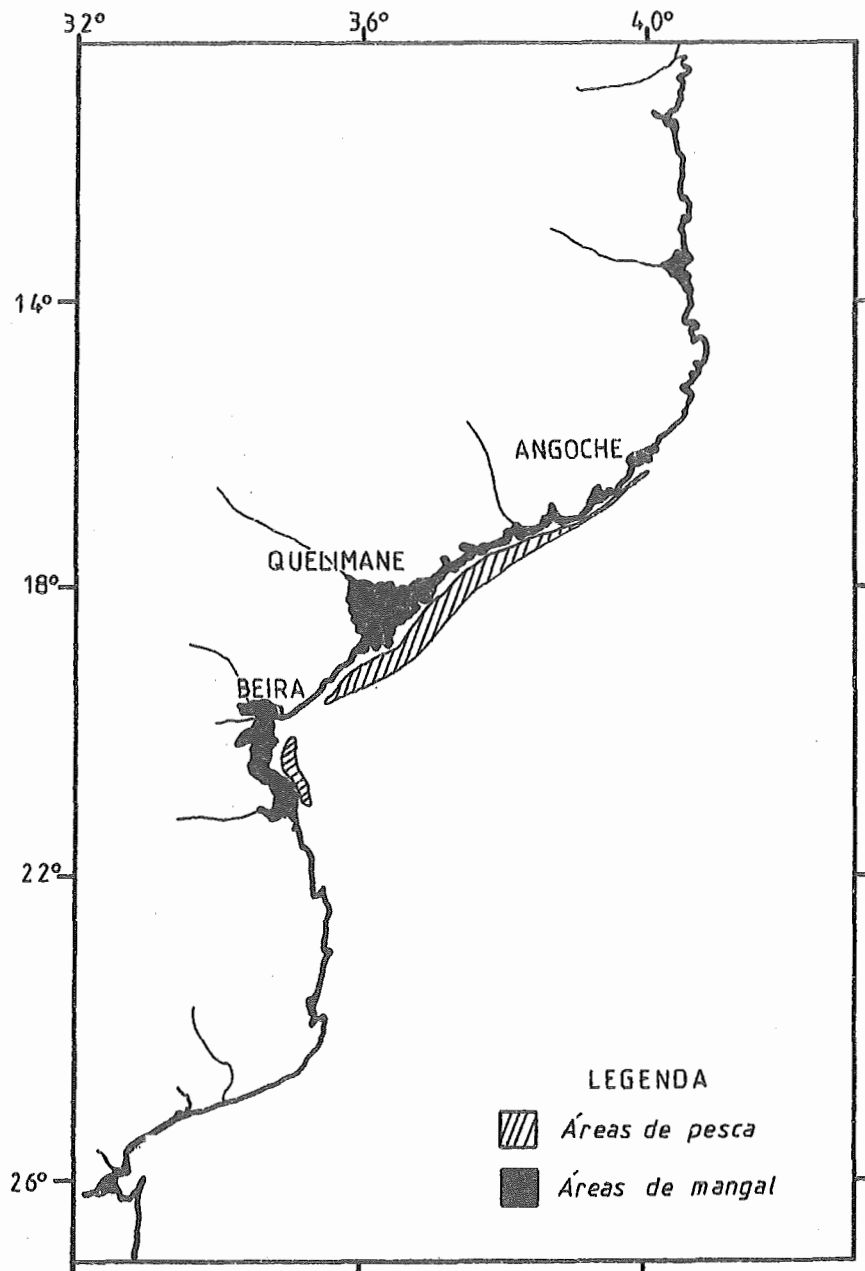 32° 36° 40°
14°
ANGOCHE
QUELIMANE
18°
BEIRA
22°
LEGENDA
Áreas de pesca
26°
Áreas de mangal